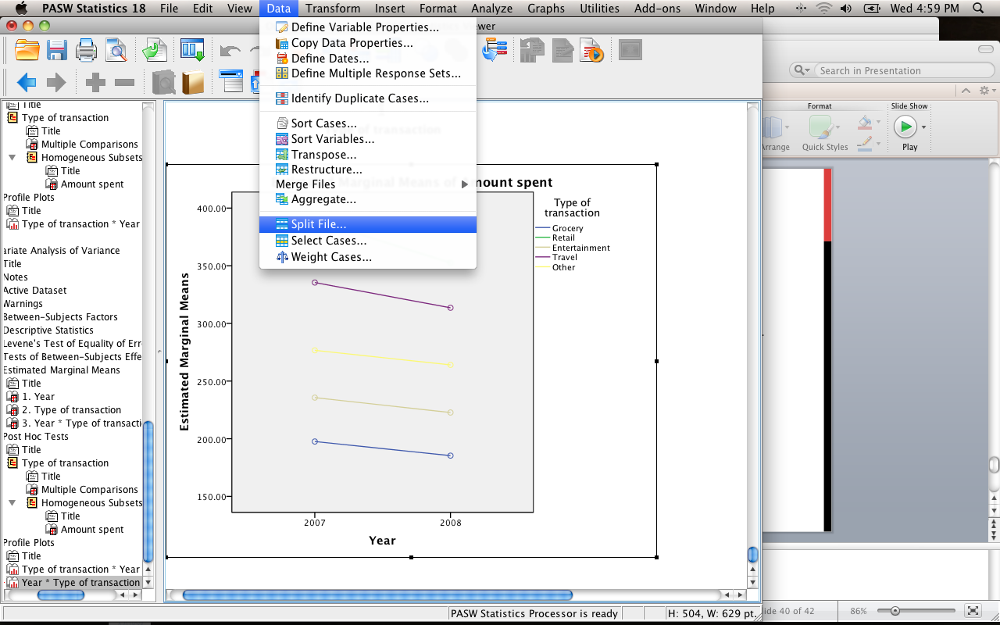 PASW Statistics 18 File Edit View Data Transform Insert Format Analyze Graphs Utilities Add-ons Window Help Wed 4:59 PM
Viewer
Define Variable Properties...
Copy Data Properties...
Define Dates...
Define Multiple Response Sets...
Identify Duplicate Cases...
Sort Cases...
Sort Variables...
Transpose...
Restructure...
Merge Files
Aggregate...
Split File...
Select Cases...
Weight Cases...
Title
Type of transaction
Title
Multiple Comparisons
Homogeneous Subsets
Title
Amount spent
Profile Plots
Title
Type of transaction * Year
ariate Analysis of Variance
Title
Notes
Active Dataset
Warnings
Between-Subjects Factors
Descriptive Statistics
Levene's Test of Equality of Err
Tests of Between-Subjects Effe
Estimated Marginal Means
Title
1. Year
2. Type of transaction
3. Year * Type of transacti
Post Hoc Tests
Title
Type of transaction
Title
Multiple Comparisons
Homogeneous Subsets
Title
Amount spent
Profile Plots
Title
Type of transaction * Year
Year * Type of transaction
Estimated Marginal Means of Amount spent
Type of
transaction
Grocery
Retail
Entertainment
Travel
Other
Estimated Marginal Means
400.00
350.00
300.00
250.00
200.00
150.00
2007 2008
Year
PASW Statistics Processor is ready
H: 504, W: 629 pt.
Search in Presentation
Format
Slide Show
Arrange
Quick Styles
Play
lide 40 of 42
86%